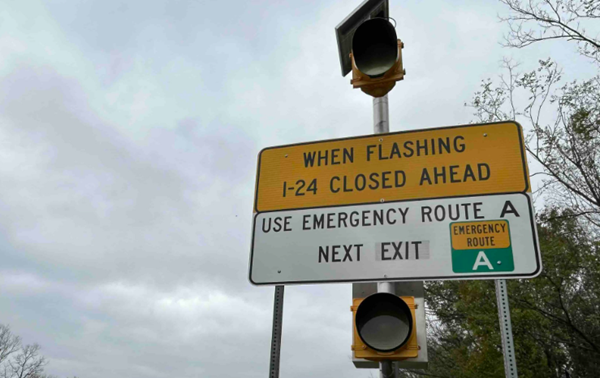 WHEN FLASHING
I-24 CLOSED AHEAD
USE EMERGENCY ROUTE A
NEXT EXIT
EMERGENCY
ROUTE
A